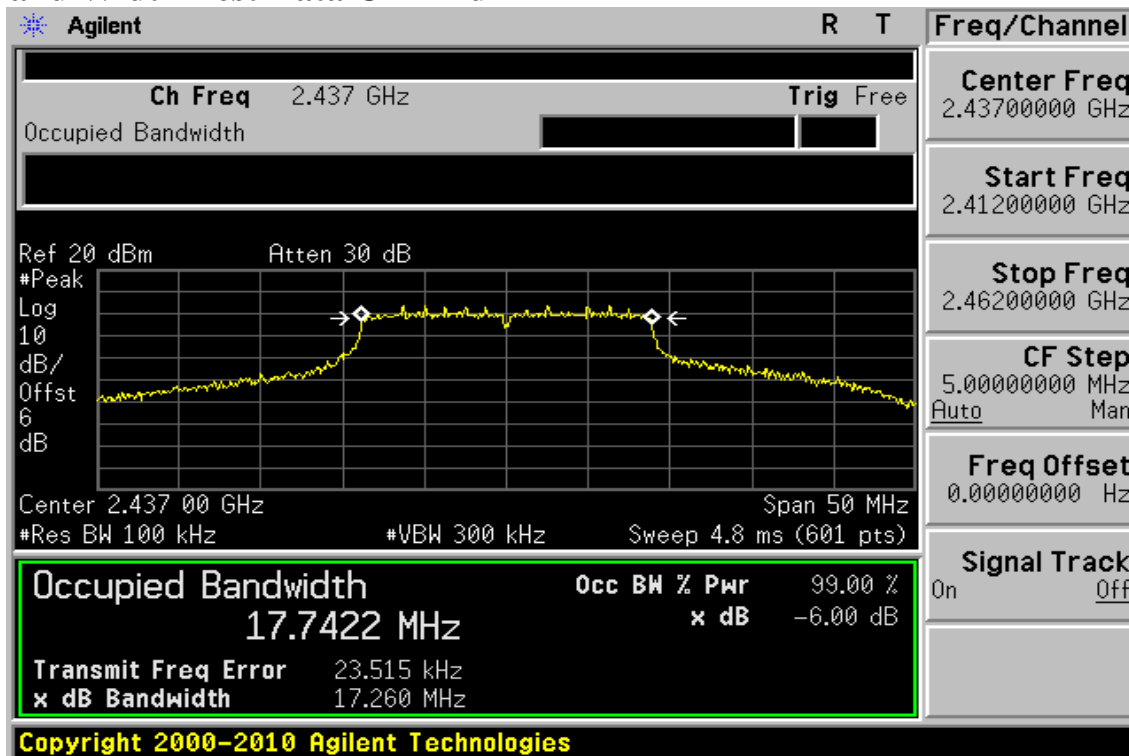 Agilent R T
Freq/Channel
Ch Freq 2.437 GHz Trig Free
Occupied Bandwidth
Center Freq
2.43700000 GHz
Start Freq
2.41200000 GHz
Stop Freq
2.46200000 GHz
CF Step
5.00000000 MHz
Auto Man
Freq Offset
0.00000000 Hz
Signal Track
On Off
Ref 20 dBm Atten 30 dB
#Peak
Log
10
dB/
Offst
6
dB
Center 2.437 00 GHz Span 50 MHz
#Res BW 100 kHz #VBW 300 kHz Sweep 4.8 ms (601 pts)
Occupied Bandwidth
17.7422 MHz
Occ BW % Pwr 99.00 %
x dB -6.00 dB
Transmit Freq Error 23.515 kHz
x dB Bandwidth 17.260 MHz
Copyright 2000-2010 Agilent Technologies